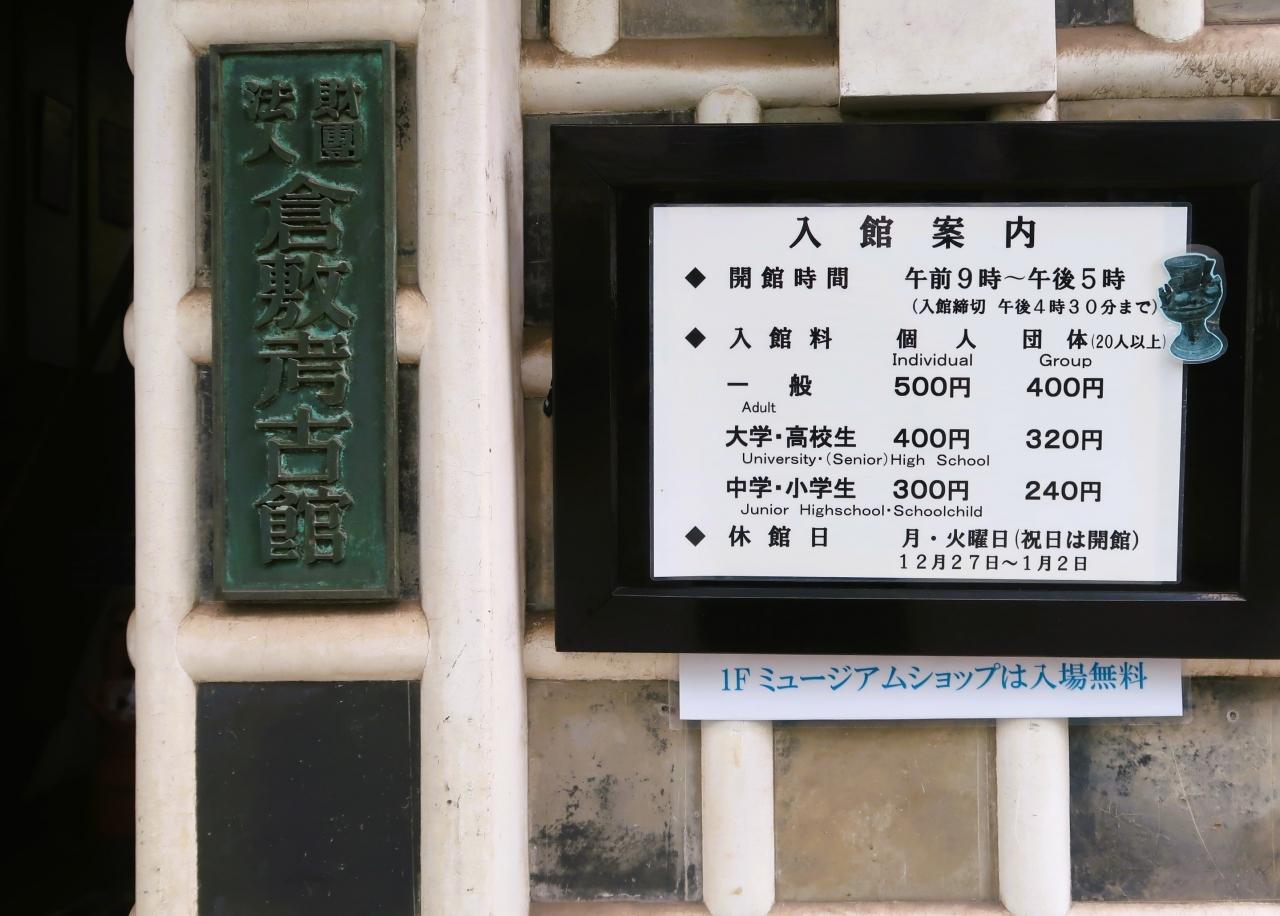 財團
法人
倉敷考古館
入館案内
◆ 開館時間 午前9時～午後5時
(入館締切 午後4時30分まで)
◆ 入館料 個人 団体(20人以上)
Individual Group
一般 500円 400円
Adult
大学・高校生 400円 320円
University・(Senior)High School
中学・小学生 300円 240円
Junior Highschool・Schoolchild
◆ 休館日 月・火曜日(祝日は開館)
12月27日～1月2日
1Fミュージアムショップは入場無料